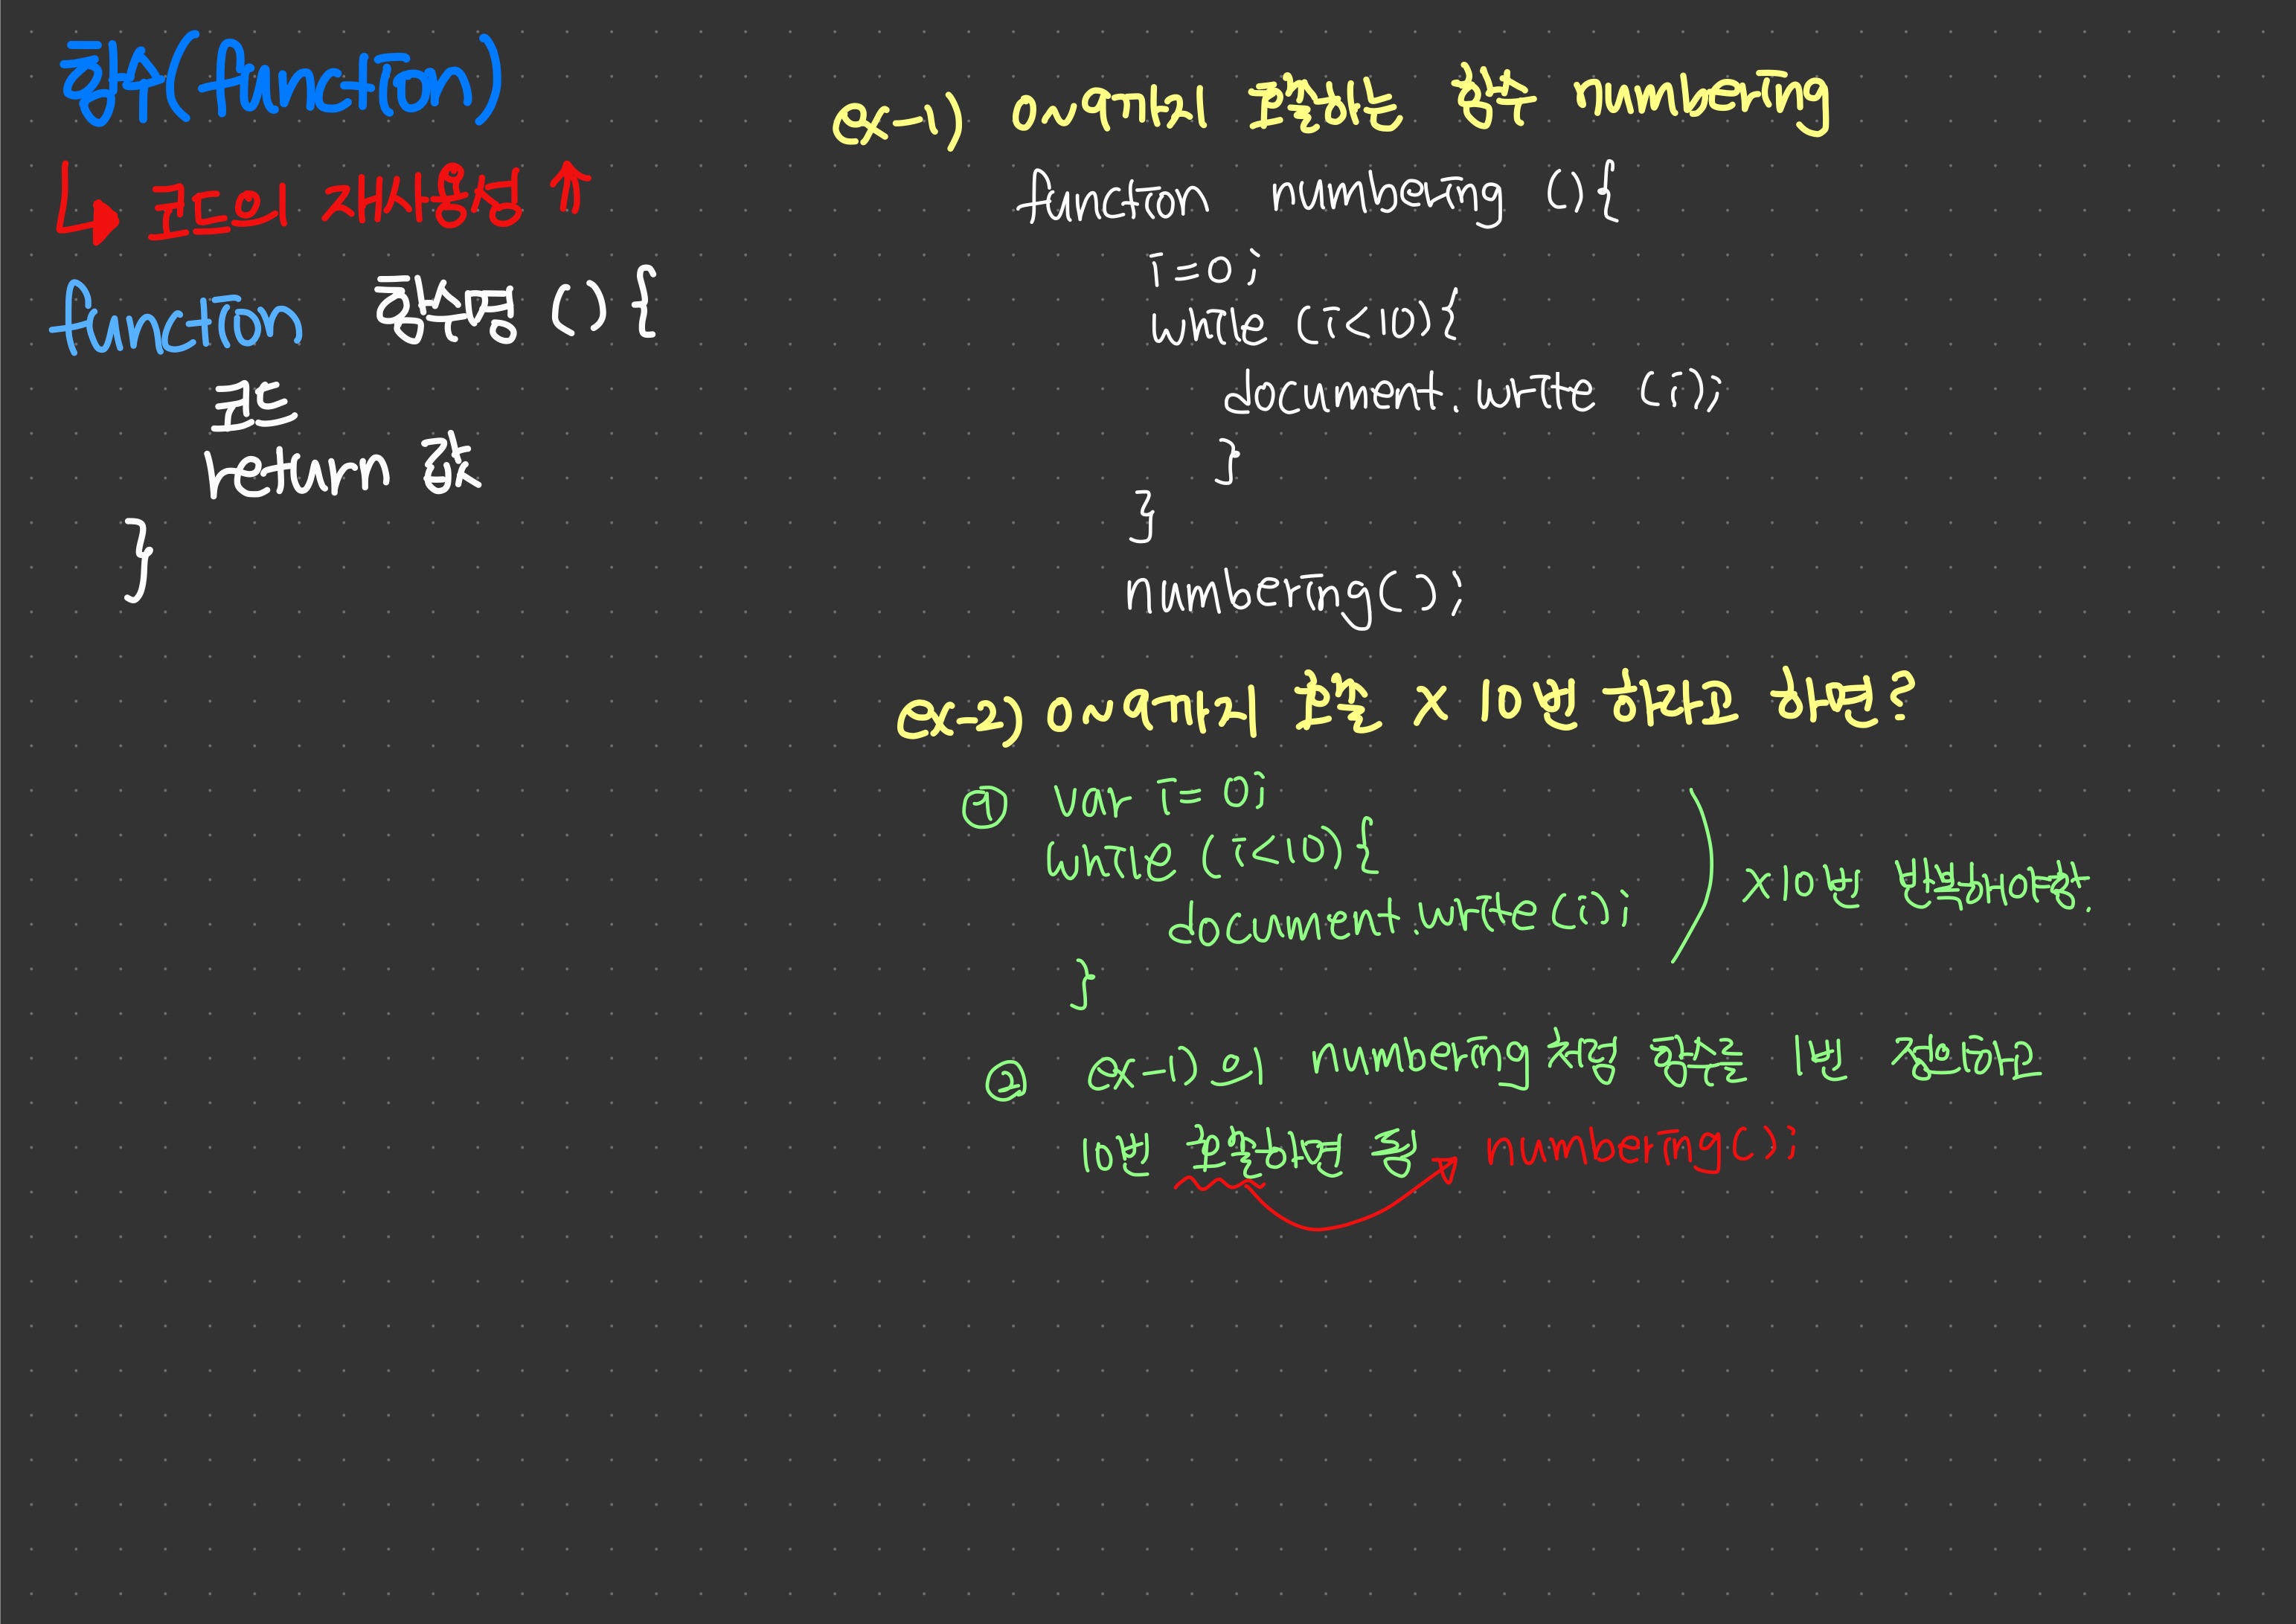 함수(function)
↳ 코드의 재사용성 ↑
function 함수명 () {
코드
return 값
}
ex-1) 0~9까지 호출하는 함수 numbering
function numbering () {
i=0;
while (i<10) {
document.write (i);
}
}
numbering();
ex-2) 0~9까지 호출 x 10번 하라고 하면?
① var i = 0;
while (i<10) {
document.write (i);
}
x10번 반복해야함.
② ex-1)의 numbering 처럼 함수를 1번 정의하고
10번 호출하면 됨 → numbering();